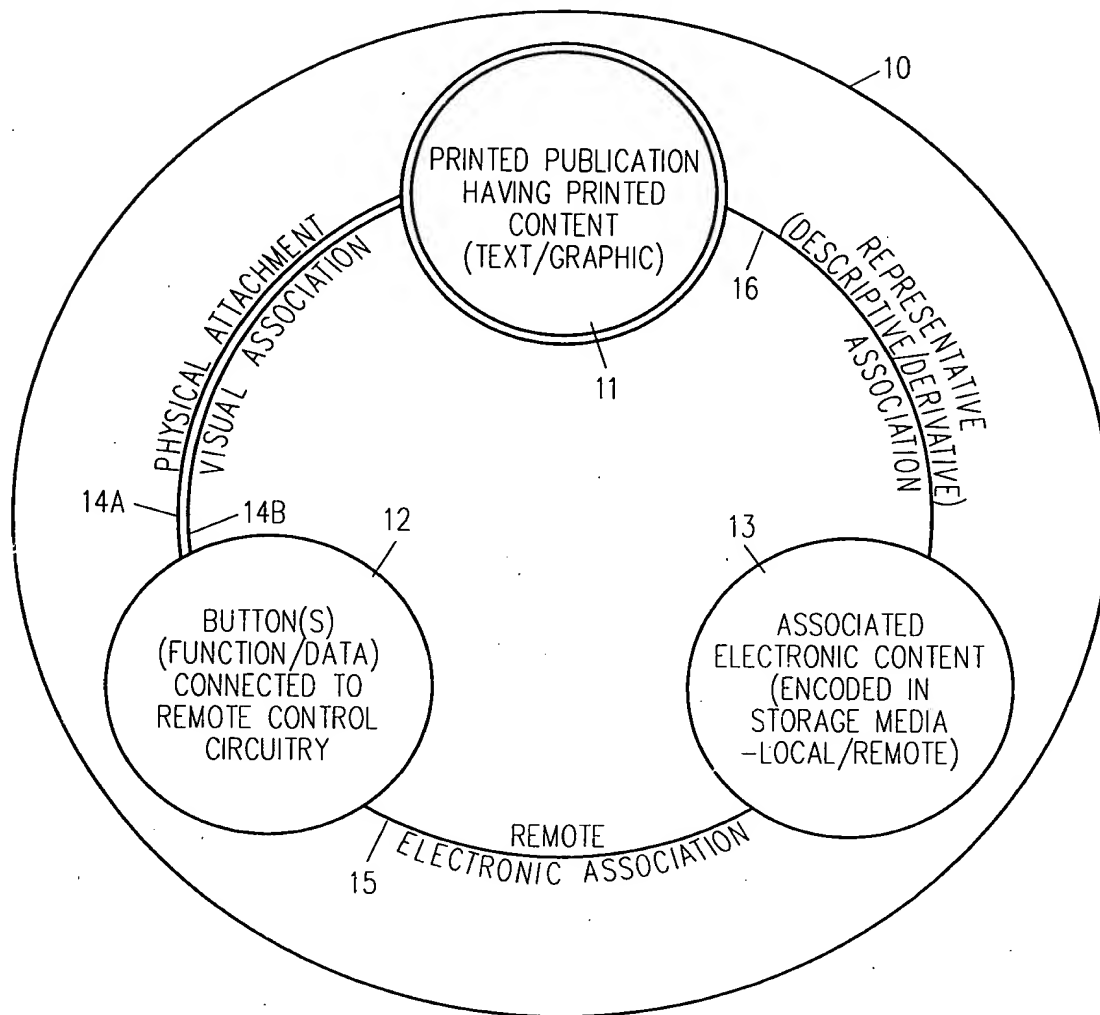 10
PRINTED PUBLICATION
HAVING PRINTED
CONTENT
(TEXT/GRAPHIC)
11
PHYSICAL ATTACHMENT
VISUAL ASSOCIATION
14A
14B
16
REPRESENTATIVE
(DESCRIPTIVE/DERIVATIVE)
ASSOCIATION
12
BUTTON(S)
(FUNCTION/DATA)
CONNECTED TO
REMOTE CONTROL
CIRCUITRY
13
ASSOCIATED
ELECTRONIC CONTENT
(ENCODED IN
STORAGE MEDIA
-LOCAL/REMOTE)
15
REMOTE
ELECTRONIC ASSOCIATION